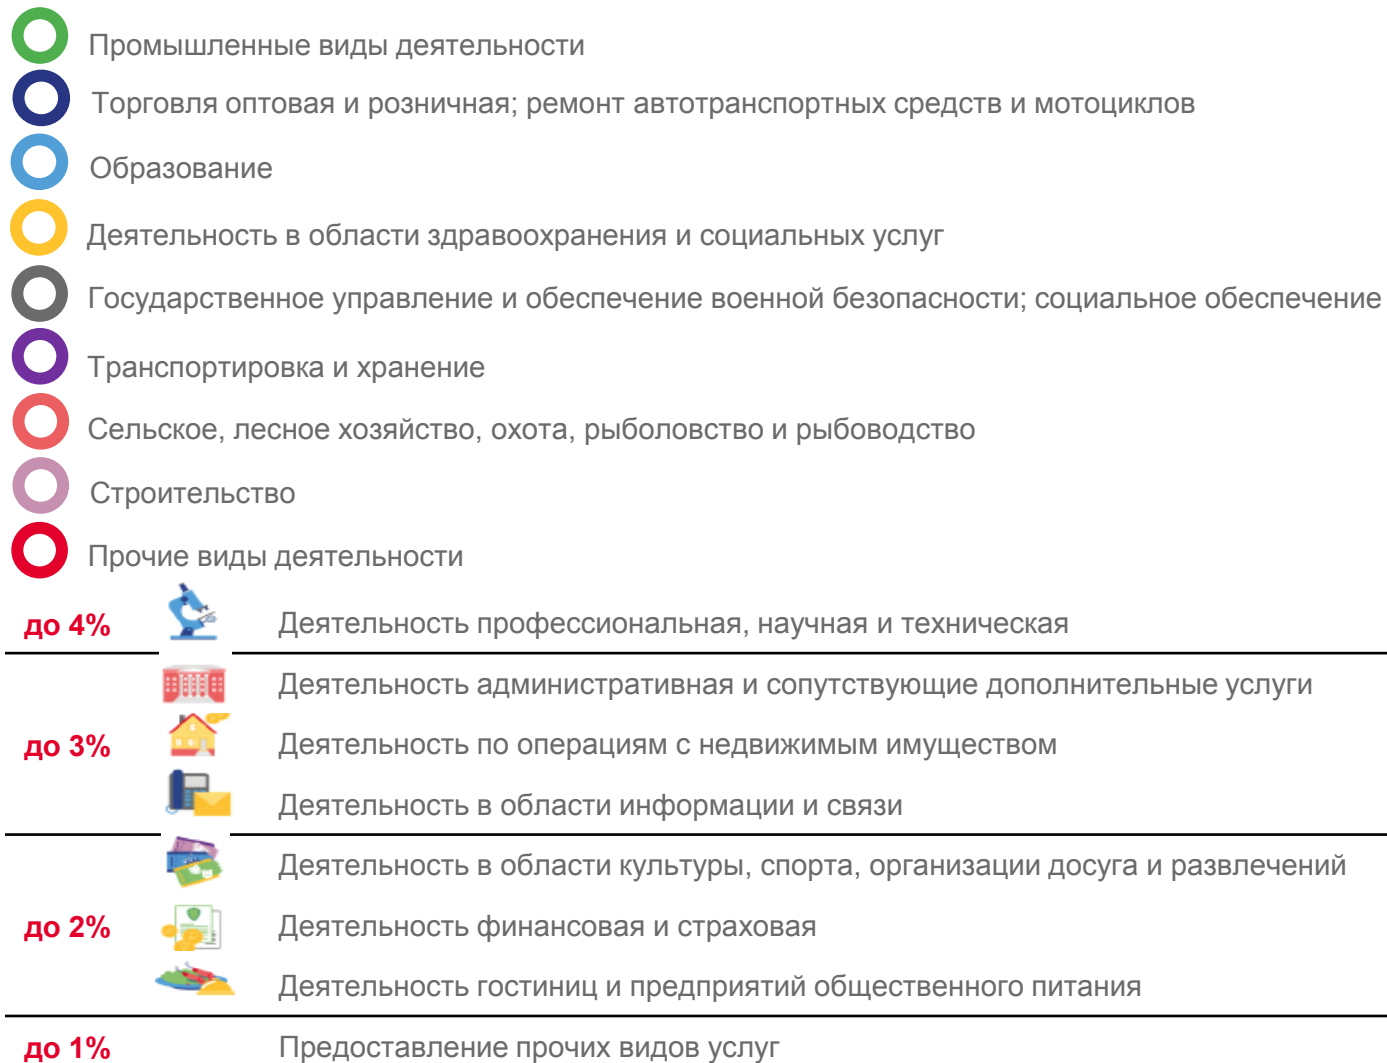 Промышленные виды деятельности
Торговля оптовая и розничная; ремонт автотранспортных средств и мотоциклов
Образование
Деятельность в области здравоохранения и социальных услуг
Государственное управление и обеспечение военной безопасности; социальное обеспечение
Транспортировка и хранение
Сельское, лесное хозяйство, охота, рыболовство и рыбоводство
Строительство
Прочие виды деятельности
до 4% Деятельность профессиональная, научная и техническая
Деятельность административная и сопутствующие дополнительные услуги
до 3% Деятельность по операциям с недвижимым имуществом
Деятельность в области информации и связи
Деятельность в области культуры, спорта, организации досуга и развлечений
до 2% Деятельность финансовая и страховая
Деятельность гостиниц и предприятий общественного питания
до 1% Предоставление прочих видов услуг